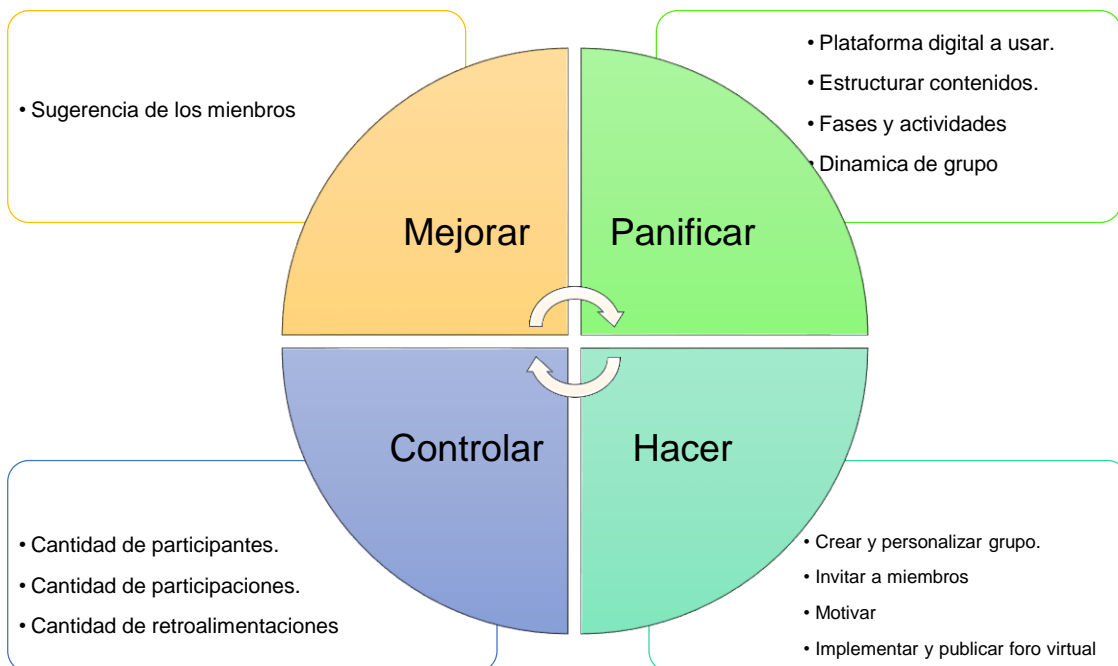 • Sugerencia de los mienbros
• Plataforma digital a usar.
• Estructurar contenidos.
• Fases y actividades
• Dinamica de grupo
Mejorar
Panificar
Controlar
Hacer
• Cantidad de participantes.
• Cantidad de participaciones.
• Cantidad de retroalimentaciones
• Crear y personalizar grupo.
• Invitar a miembros
• Motivar
• Implementar y publicar foro virtual